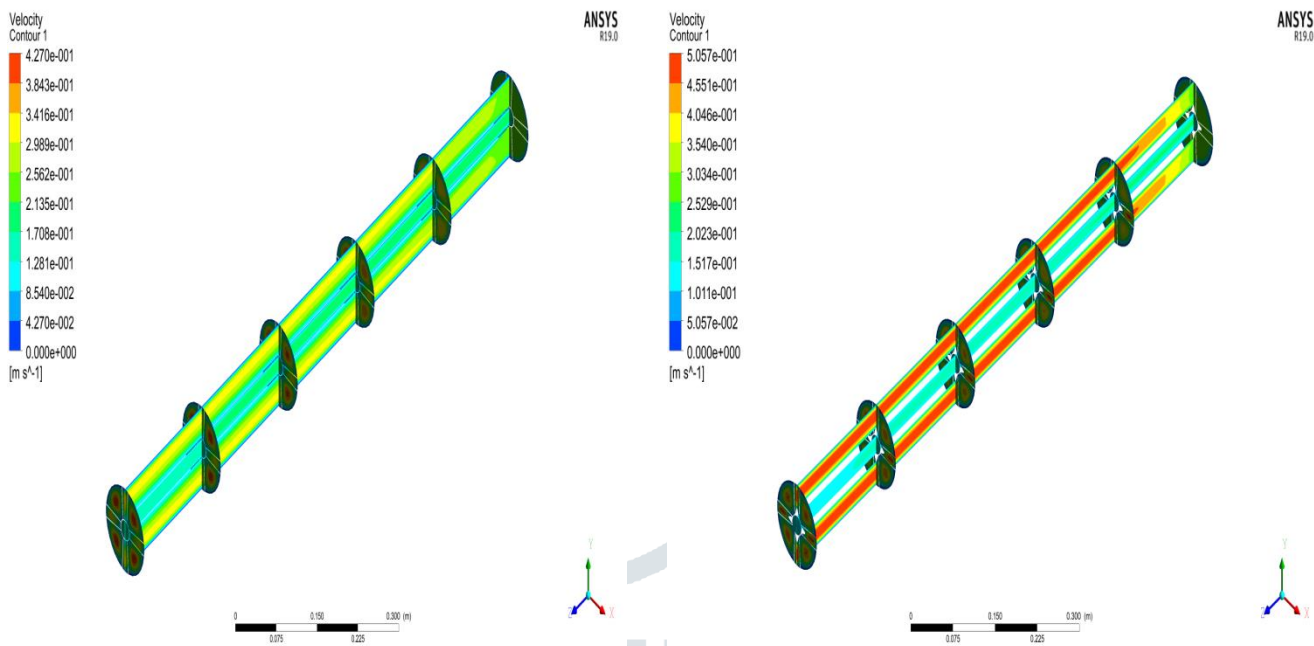 Velocity
Contour 1
4.270e-001
3.843e-001
3.416e-001
2.989e-001
2.562e-001
2.135e-001
1.708e-001
1.281e-001
8.540e-002
4.270e-002
0.000e+000
[m s^-1]
ANSYS
R19.0
Y
Z
X
0
0.150
0.300 (m)
0.075
0.225
Velocity
Contour 1
5.057e-001
4.551e-001
4.046e-001
3.540e-001
3.034e-001
2.529e-001
2.023e-001
1.517e-001
1.011e-001
5.057e-002
0.000e+000
[m s^-1]
ANSYS
R19.0
Y
Z
X
0
0.150
0.300 (m)
0.075
0.225